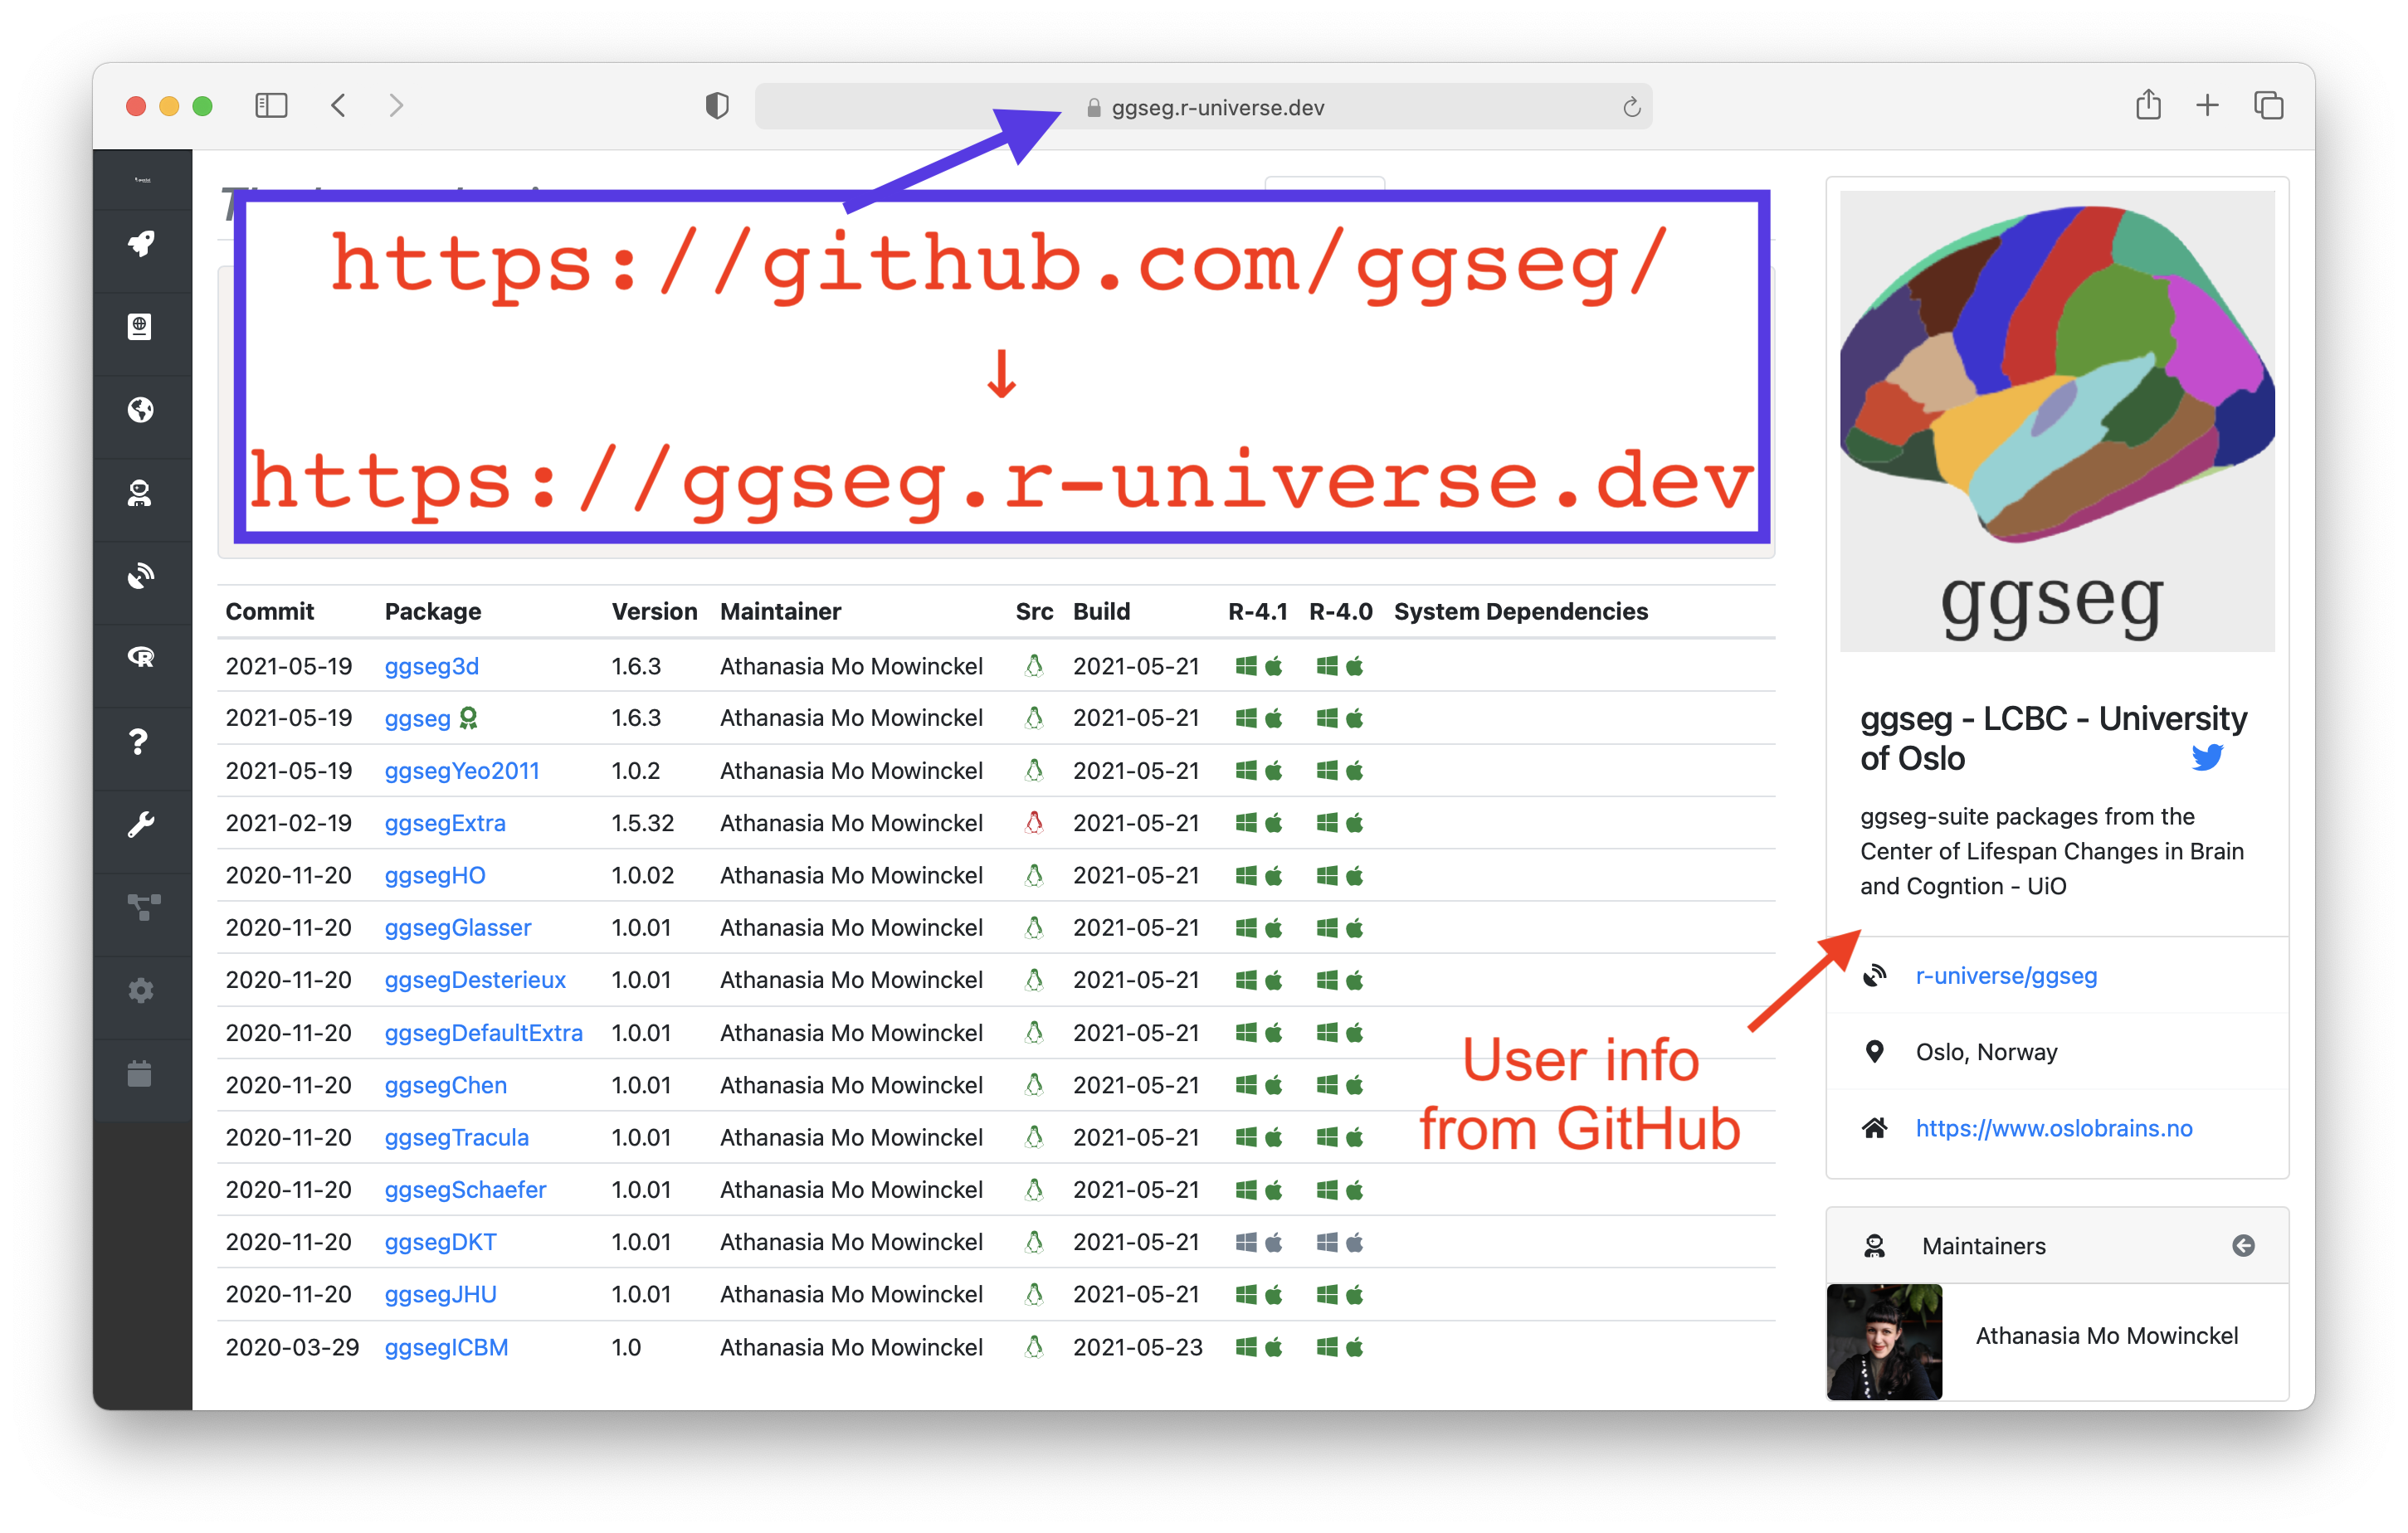 ggseg.r-universe.dev
https://github.com/ggseg/
↓
https://ggseg.r-universe.dev
Commit Package Version Maintainer Src Build R-4.1 R-4.0 System Dependencies
2021-05-19 ggseg3d 1.6.3 Athanasia Mo Mowinckel 2021-05-21
2021-05-19 ggseg 1.6.3 Athanasia Mo Mowinckel 2021-05-21
2021-05-19 ggsegYeo2011 1.0.2 Athanasia Mo Mowinckel 2021-05-21
2021-02-19 ggsegExtra 1.5.32 Athanasia Mo Mowinckel 2021-05-21
2020-11-20 ggsegHO 1.0.02 Athanasia Mo Mowinckel 2021-05-21
2020-11-20 ggsegGlasser 1.0.01 Athanasia Mo Mowinckel 2021-05-21
2020-11-20 ggsegDesterieux 1.0.01 Athanasia Mo Mowinckel 2021-05-21
2020-11-20 ggsegDefaultExtra 1.0.01 Athanasia Mo Mowinckel 2021-05-21
2020-11-20 ggsegChen 1.0.01 Athanasia Mo Mowinckel 2021-05-21
2020-11-20 ggsegTracula 1.0.01 Athanasia Mo Mowinckel 2021-05-21
2020-11-20 ggsegSchaefer 1.0.01 Athanasia Mo Mowinckel 2021-05-21
2020-11-20 ggsegDKT 1.0.01 Athanasia Mo Mowinckel 2021-05-21
2020-11-20 ggsegJHU 1.0.01 Athanasia Mo Mowinckel 2021-05-21
2020-03-29 ggsegICBM 1.0 Athanasia Mo Mowinckel 2021-05-23
User info
from GitHub
ggseg
ggseg - LCBC - University
of Oslo
ggseg-suite packages from the
Center of Lifespan Changes in Brain
and Cogntion - UiO
r-universe/ggseg
Oslo, Norway
https://www.oslobrains.no
Maintainers
Athanasia Mo Mowinckel